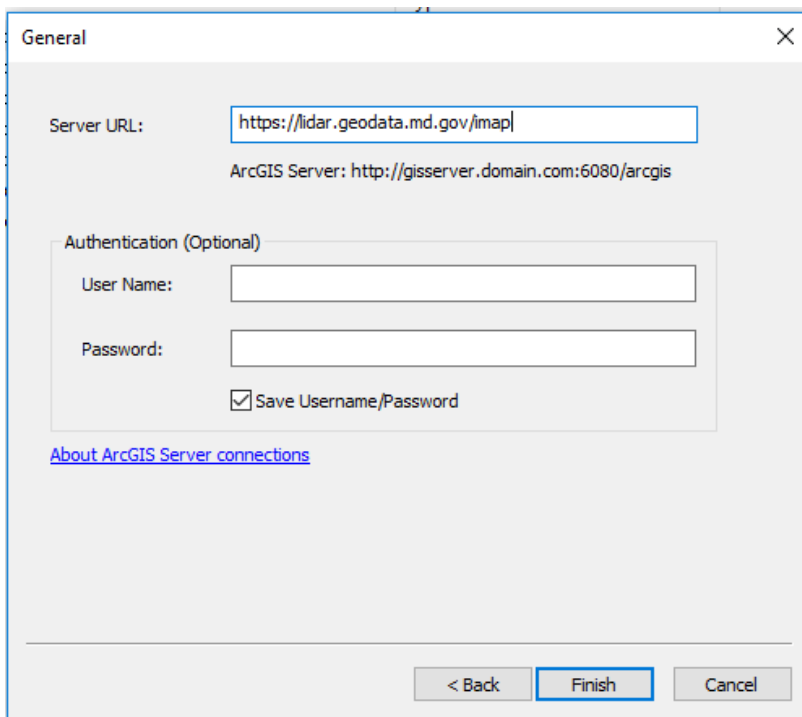 General
Server URL: https://lidar.geodata.md.gov/imap
ArcGIS Server: http://gisserver.domain.com:6080/arcgis
Authentication (Optional)
User Name:
Password:
Save Username/Password
About ArcGIS Server connections
< Back Finish Cancel